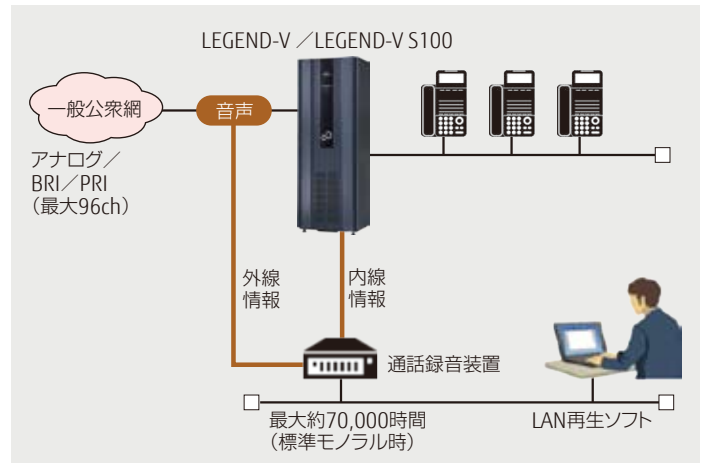 LEGEND-V／LEGEND-V S100
一般公衆網
音声
アナログ／
BRI／PRI
（最大96ch）
外線
情報
内線
情報
通話録音装置
最大約70,000時間
（標準モノラル時）
LAN再生ソフト